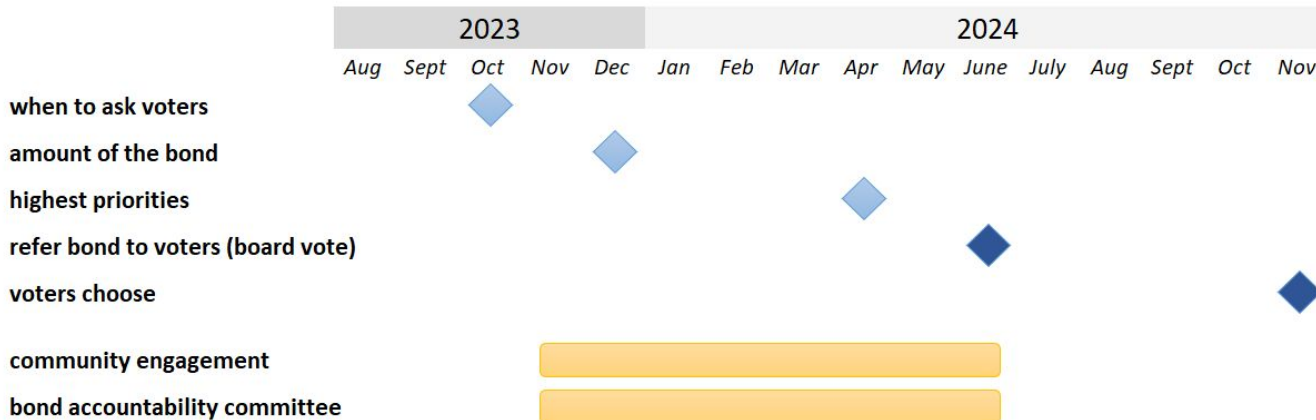 2023 2024
Aug Sept Oct Nov Dec Jan Feb Mar Apr May June July Aug Sept Oct Nov
when to ask voters
amount of the bond
highest priorities
refer bond to voters (board vote)
voters choose
community engagement
bond accountability committee